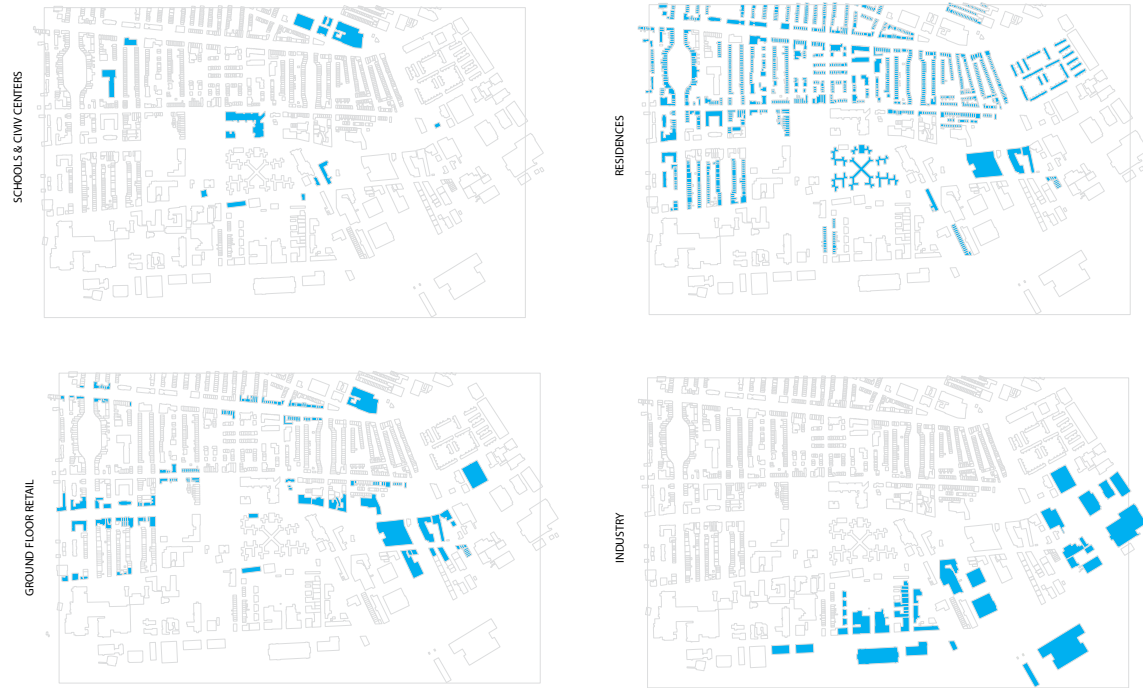 SCHOOLS & CIVIV CENTERS
RESIDENCES
GROUND FLOOR RETAIL
INDUSTRY